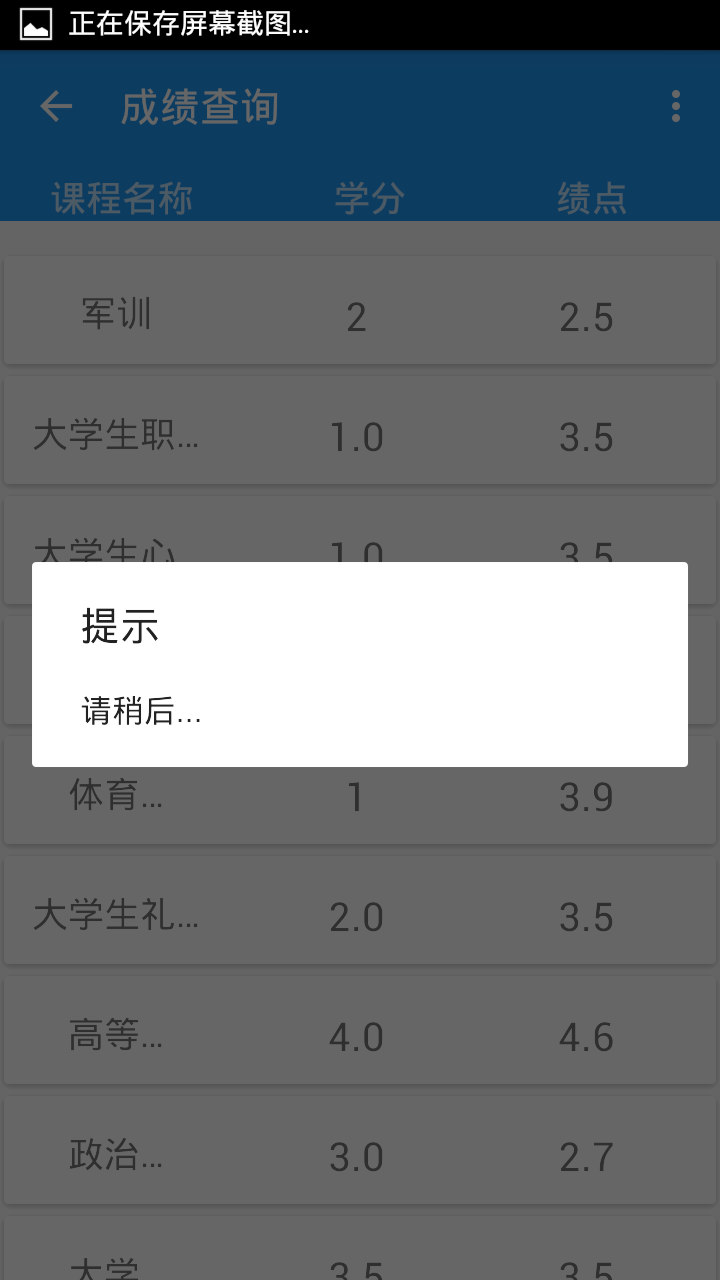 正在保存屏幕截图...
成绩查询
课程名称 学分 绩点
军训 2 2.5
大学生职... 1.0 3.5
大学生心 1.0 3.5
提示
请稍后...
体育... 1 3.9
大学生礼... 2.0 3.5
高等... 4.0 4.6
政治... 3.0 2.7
大学 3.5 3.5